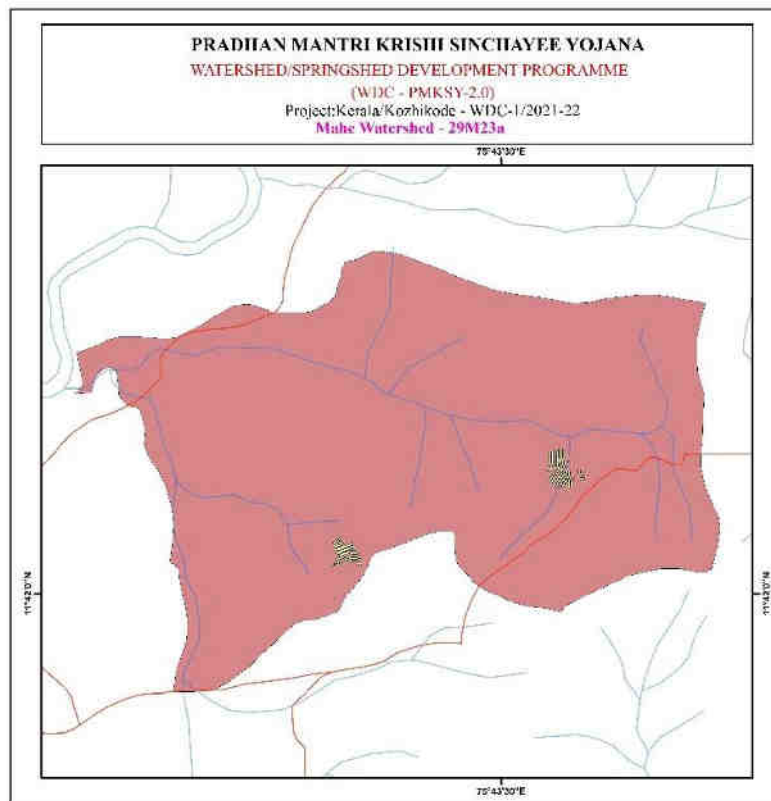 PRADHAN MANTRI KRISHI SINCHAYEE YOJANA
WATERSHED/SPRINGSHED DEVELOPMENT PROGRAMME
(WDC - PMKSY-2.0)
Project:Kerala/Kozhikode - WDC-1/2021-22
Mahe Watershed - 29M23a
75°43'30"E
11°42'0"N
11°42'0"N
75°43'30"E